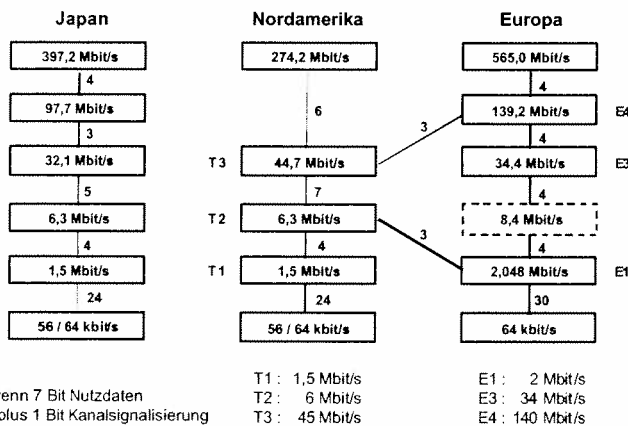 Japan Nordamerika Europa
397,2 Mbit/s 274,2 Mbit/s 565,0 Mbit/s
4 4
97,7 Mbit/s 6 139,2 Mbit/s E4
3 3 4
32,1 Mbit/s T3 44,7 Mbit/s 34,4 Mbit/s E3
5 7 4
6,3 Mbit/s T2 6,3 Mbit/s 8,4 Mbit/s
4 4 3 4
1,5 Mbit/s T1 1,5 Mbit/s 2,048 Mbit/s E1
24 24 30
56 / 64 kbit/s 56 / 64 kbit/s 64 kbit/s
T1 : 1,5 Mbit/s E1 : 2 Mbit/s
enn 7 Bit Nutzdaten T2 : 6 Mbit/s E3 : 34 Mbit/s
plus 1 Bit Kanalsignalisierung T3 : 45 Mbit/s E4 : 140 Mbit/s